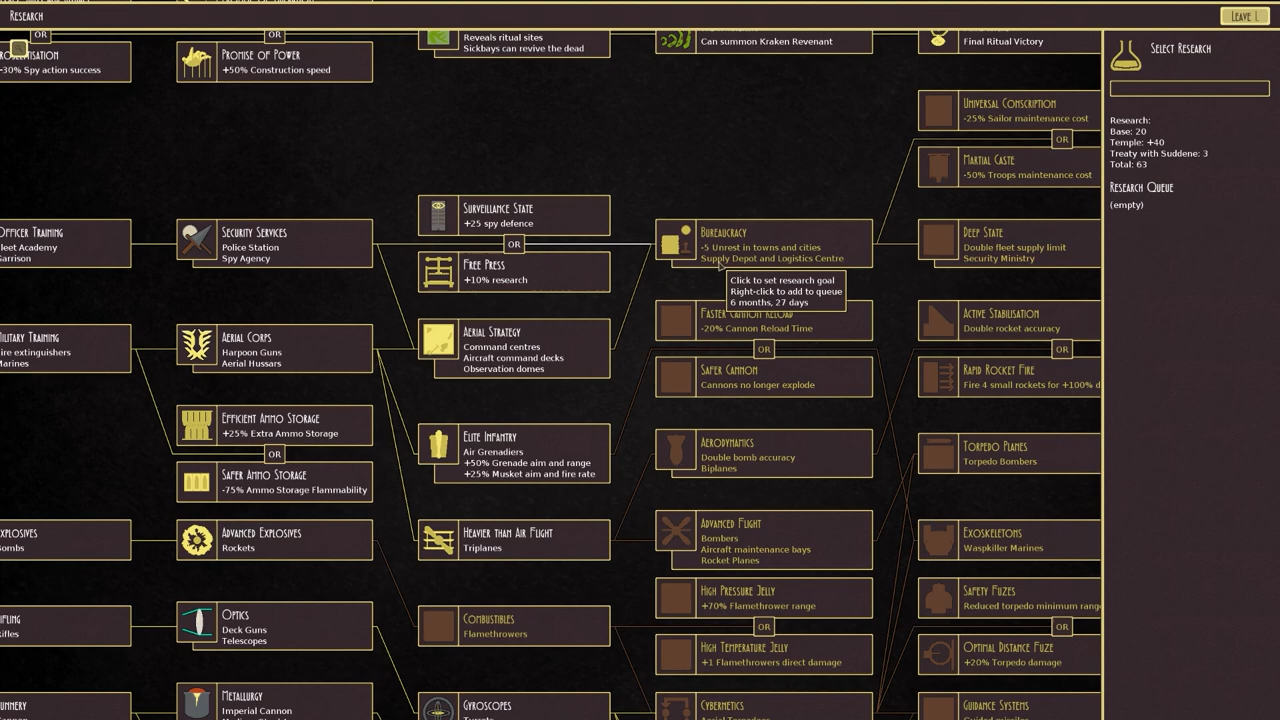 RESEARCH
LEAVE
OR
-30% Spy action success
PROMISE OF POWER
+50% Construction speed
OR
Reveals ritual sites
Sickbays can revive the dead
Can summon Kraken Revenant
Final Ritual Victory
SELECT RESEARCH
Research:
Base: 20
Temple: +40
Treaty with Suddene: 3
Total: 63
RESEARCH QUEUE
(empty)
UNIVERSAL CONSCRIPTION
-25% Sailor maintenance cost
OR
MARTIAL CASTE
-50% Troops maintenance cost
OFFICER TRAINING
Fleet Academy
Garrison
SECURITY SERVICES
Police Station
Spy Agency
SURVEILLANCE STATE
+25 spy defence
OR
FREE PRESS
+10% research
BUREAUCRACY
-5 Unrest in towns and cities
Supply Depot and Logistics Centre
Click to set research goal
Right-click to add to queue
6 months, 27 days
DEEP STATE
Double fleet supply limit
Security Ministry
MILITARY TRAINING
Fire extinguishers
Marines
AERIAL CORPS
Harpoon Guns
Aerial Hussars
AERIAL STRATEGY
Command centres
Aircraft command decks
Observation domes
FASTER CANNON RELOAD
-20% Cannon Reload Time
OR
SAFER CANNON
Cannons no longer explode
ACTIVE STABILISATION
Double rocket accuracy
OR
RAPID ROCKET FIRE
Fire 4 small rockets for +100% d
EFFICIENT AMMO STORAGE
+25% Extra Ammo Storage
OR
SAFER AMMO STORAGE
-75% Ammo Storage Flammability
ELITE INFANTRY
Air Grenadiers
+50% Grenade aim and range
+25% Musket aim and fire rate
AERODYNAMICS
Double bomb accuracy
Biplanes
TORPEDO PLANES
Torpedo Bombers
EXPLOSIVES
Bombs
ADVANCED EXPLOSIVES
Rockets
HEAVIER THAN AIR FLIGHT
Triplanes
ADVANCED FLIGHT
Bombers
Aircraft maintenance bays
Rocket Planes
EXOSKELETONS
Waspkiller Marines
HIGH PRESSURE JELLY
+70% Flamethrower range
OR
HIGH TEMPERATURE JELLY
+1 Flamethrowers direct damage
SAFETY FUZES
Reduced torpedo minimum rang
OR
OPTIMAL DISTANCE FUZE
+20% Torpedo damage
RIFLING
Rifles
OPTICS
Deck Guns
Telescopes
COMBUSTIBLES
Flamethrowers
GUNNERY
METALLURGY
Imperial Cannon
GYROSCOPES
Turrets
CYBERNETICS
Aerial Torpedoes
GUIDANCE SYSTEMS
Guided missiles